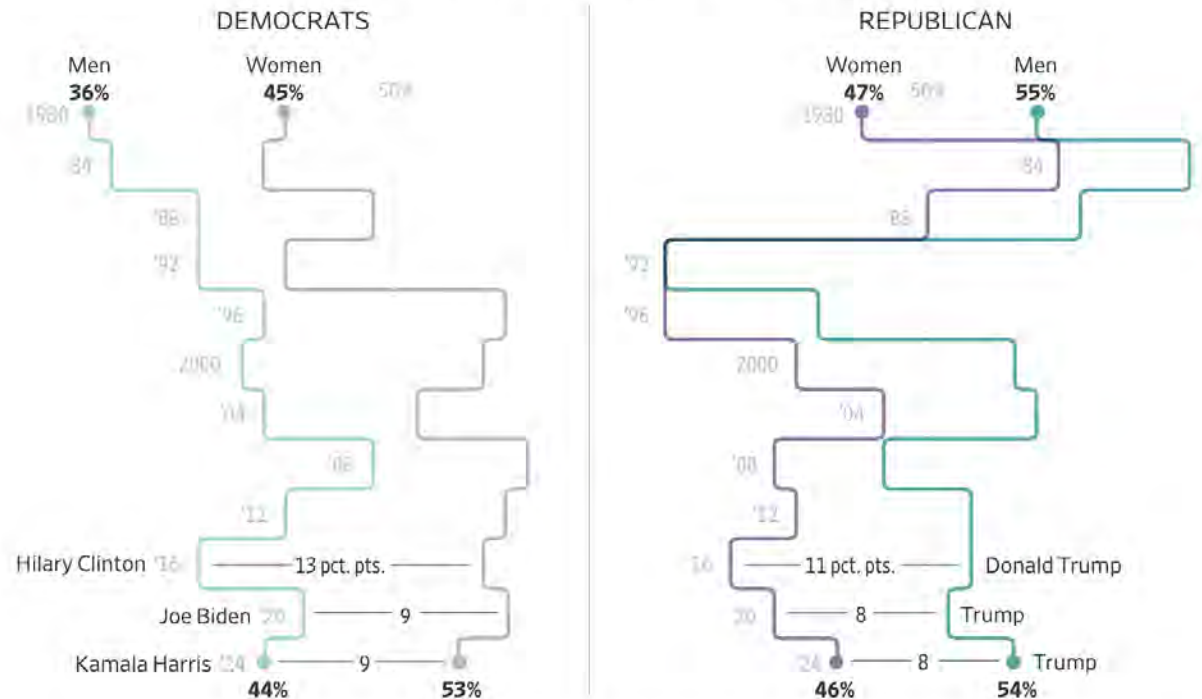 DEMOCRATS
Men
36%
Women
45%
50%
1980
'84
'88
'92
'96
2000
'04
'08
'12
Hilary Clinton '16
13 pct. pts.
Joe Biden '20
9
Kamala Harris '24
9
44%
53%
REPUBLICAN
Women
47%
50%
Men
55%
1980
'84
'88
'92
'96
2000
'04
'08
'12
16
11 pct. pts.
Donald Trump
20
8
Trump
'24
8
Trump
46%
54%